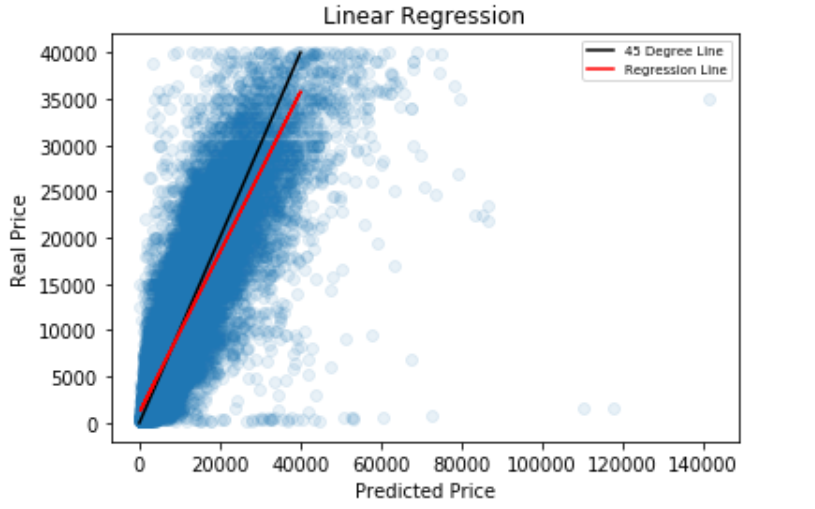 Linear Regression
45 Degree Line
Regression Line
40000
35000
30000
25000
20000
15000
10000
5000
0
Real Price
0 20000 40000 60000 80000 100000 120000 140000
Predicted Price